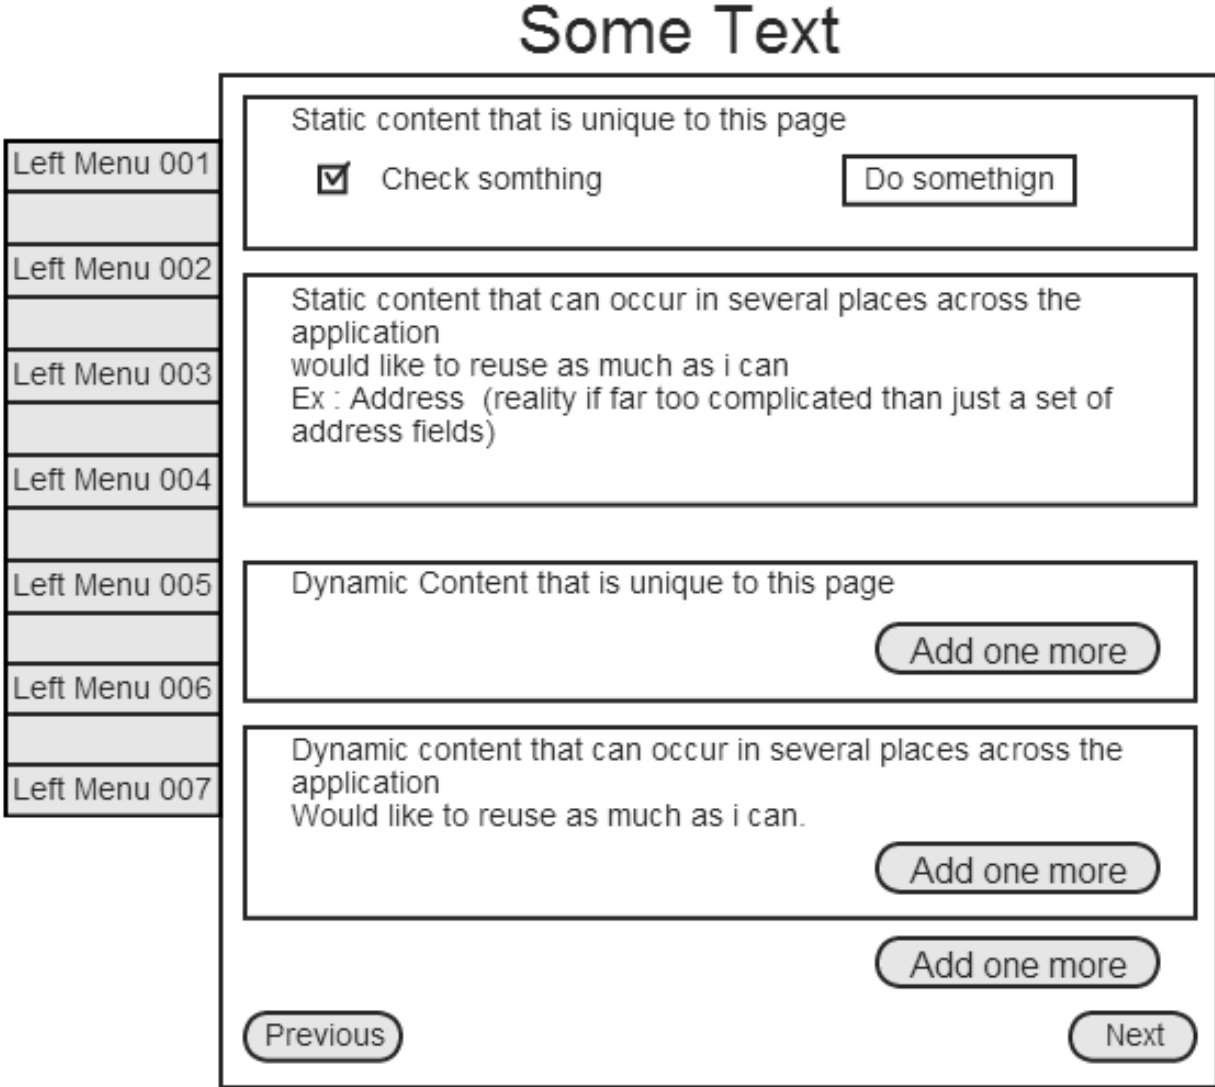 Some Text
Left Menu 001
Left Menu 002
Left Menu 003
Left Menu 004
Left Menu 005
Left Menu 006
Left Menu 007
Static content that is unique to this page
Check somthing
Do somethign
Static content that can occur in several places across the
application
would like to reuse as much as i can
Ex : Address (reality if far too complicated than just a set of
address fields)
Dynamic Content that is unique to this page
Add one more
Dynamic content that can occur in several places across the
application
Would like to reuse as much as i can.
Add one more
Add one more
Previous
Next